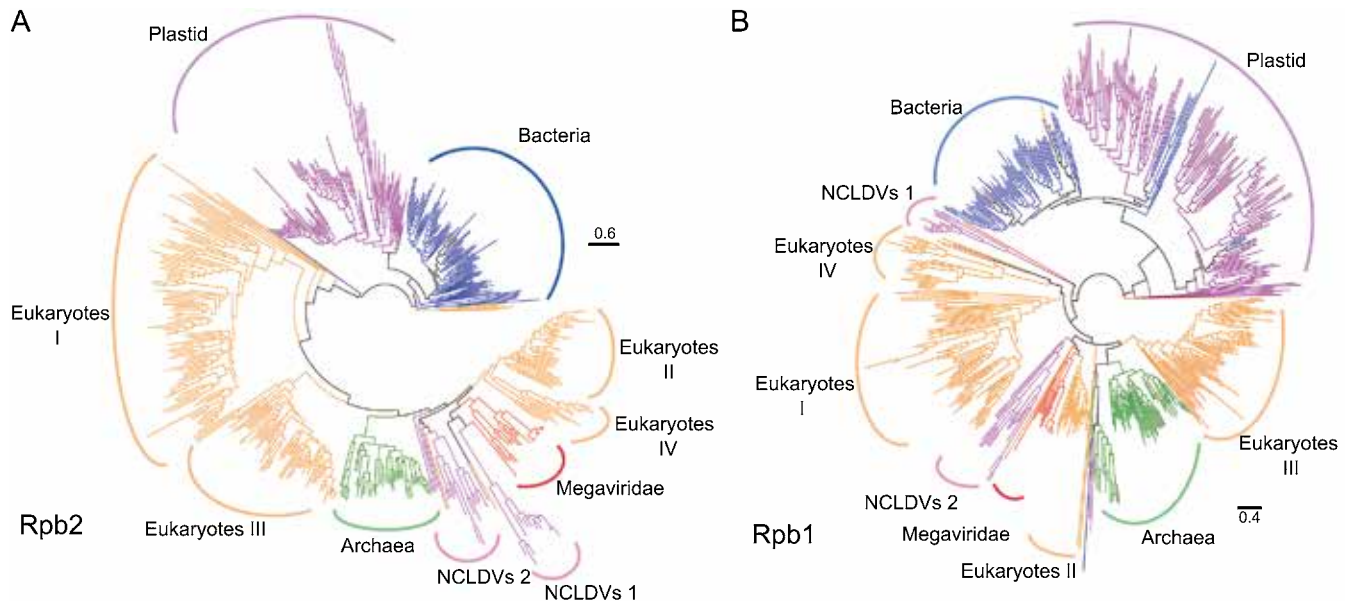 A
Plastid
Bacteria
0.6
Eukaryotes
I
Eukaryotes
II
Eukaryotes
IV
Megaviridae
Eukaryotes III
Archaea
NCLDVs 2
NCLDVs 1
Rpb2
B
Plastid
Bacteria
NCLDVs 1
Eukaryotes
IV
Eukaryotes
I
NCLDVs 2
Megaviridae
Eukaryotes II
Archaea
Eukaryotes
III
0.4
Rpb1